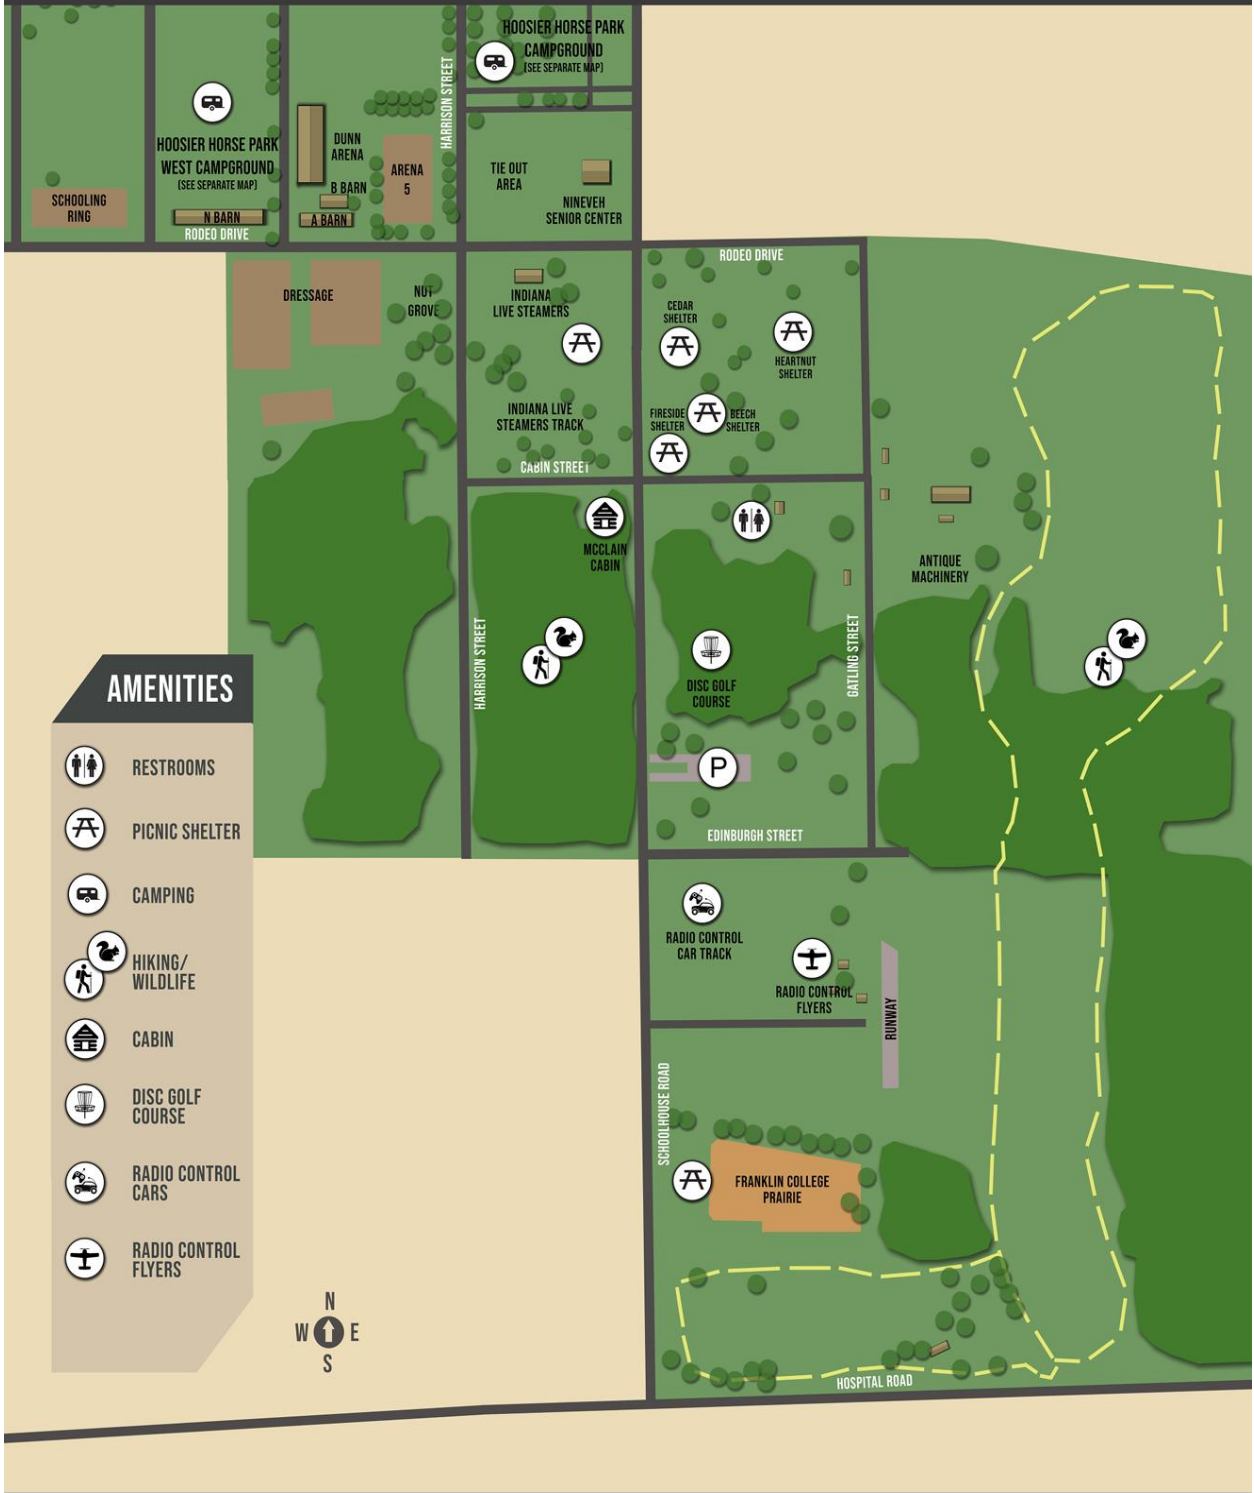 HOOSIER HORSE PARK
CAMPGROUND
(SEE SEPARATE MAP)
HARRISON STREET
HOOSIER HORSE PARK
WEST CAMPGROUND
(SEE SEPARATE MAP)
DUNN
ARENA
B BARN
A BARN
ARENA
5
TIE OUT
AREA
NINEVEH
SENIOR CENTER
SCHOOLING
RING
N BARN
RODEO DRIVE
RODEO DRIVE
DRESSAGE
NUT
GROVE
INDIANA
LIVE STEAMERS
CEDAR
SHELTER
HEARTNUT
SHELTER
INDIANA LIVE
STEAMERS TRACK
FIRESIDE
SHELTER
BEECH
SHELTER
CABIN STREET
MCCLAIN
CABIN
ANTIQUE
MACHINERY
HARRISON STREET
GATLING STREET
DISC GOLF
COURSE
P
EDINBURGH STREET
AMENITIES
RESTROOMS
PICNIC SHELTER
CAMPING
HIKING/
WILDLIFE
CABIN
DISC GOLF
COURSE
RADIO CONTROL
CARS
RADIO CONTROL
FLYERS
RADIO CONTROL
CAR TRACK
RADIO CONTROL
FLYERS
RUNWAY
SCHOOLHOUSE ROAD
FRANKLIN COLLEGE
PRAIRIE
HOSPITAL ROAD
N
W E
S